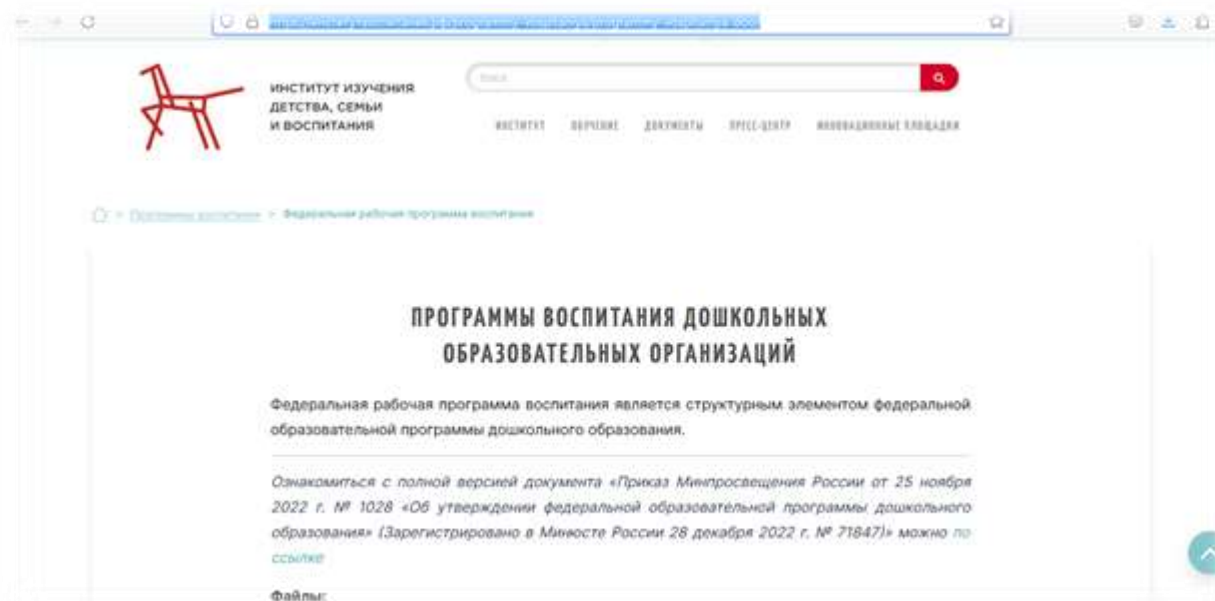 ИНСТИТУТ ИЗУЧЕНИЯ
ДЕТСТВА, СЕМЬИ
И ВОСПИТАНИЯ
ПОИСК
ИНСТИТУТ ОБУЧЕНИЕ ДОКУМЕНТЫ ПРЕСС-ЦЕНТР ИННОВАЦИОННЫЕ ПЛОЩАДКИ
> Программы воспитания > Федеральная рабочая программа воспитания
ПРОГРАММЫ ВОСПИТАНИЯ ДОШКОЛЬНЫХ
ОБРАЗОВАТЕЛЬНЫХ ОРГАНИЗАЦИЙ
Федеральная рабочая программа воспитания является структурным элементом федеральной
образовательной программы дошкольного образования.
Ознакомиться с полной версией документа «Приказ Минпросвещения России от 25 ноября
2022 г. № 1028 «Об утверждении федеральной образовательной программы дошкольного
образования» (Зарегистрировано в Минюсте России 28 декабря 2022 г. № 71847)» можно по
ссылке
Файлы: